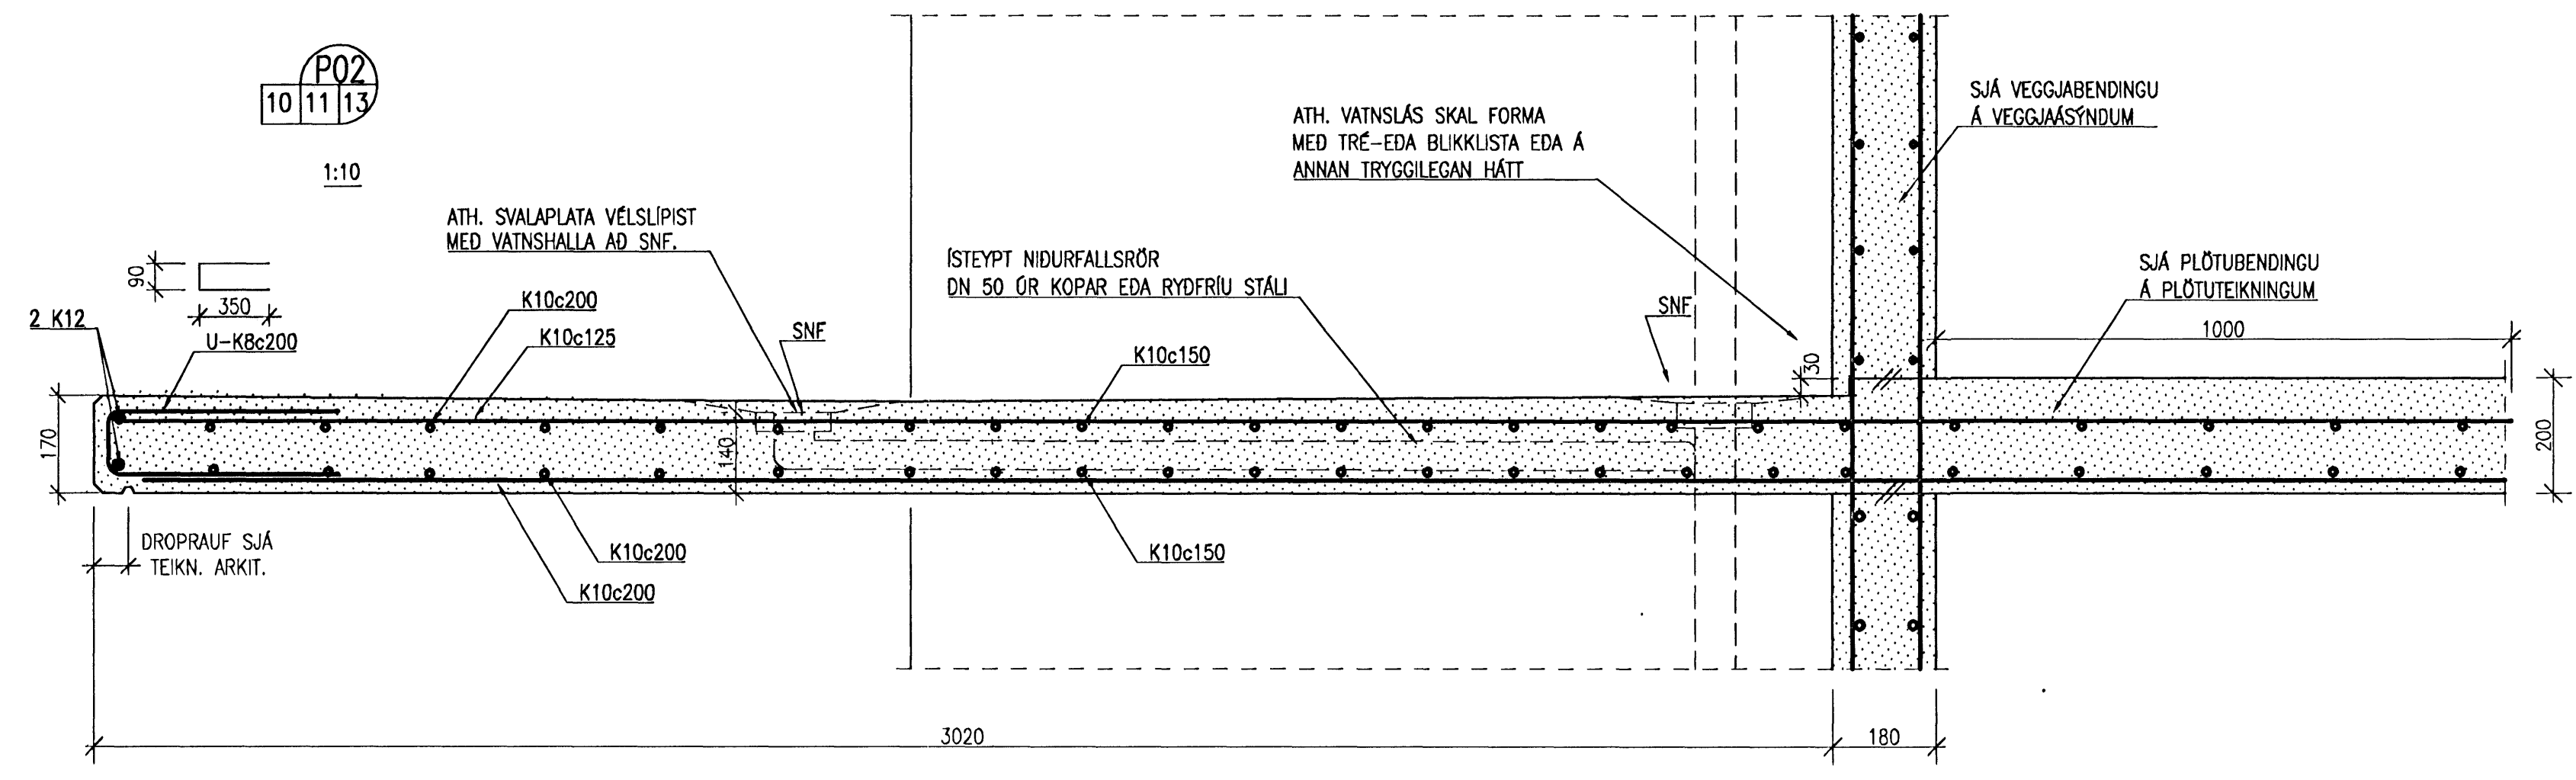 P02
10 11 13
1:10
ATH. SVALAPLATA VÉLSLÍPIST
MEÐ VATNSHALLA AÐ SNF.
ATH. VATNSLÁS SKAL FORMA
MEÐ TRÉ-EÐA BLIKKLISTA EÐA Á
ANNAN TRYGGILEGAN HÁTT
SJÁ VEGGJABENDINGU
Á VEGGJAÁSÝNDUM
ÍSTEYPT NIÐURFALLSRÖR
DN 50 ÚR KOPAR EÐA RYÐFRÍU STÁLI
SJÁ PLÖTUBENDINGU
Á PLÖTUTEIKNINGUM
90
350
2 K12
U-K8c200
K10c200
K10c125
SNF
K10c150
SNF
30
1000
170
140
200
DROPRAUF SJÁ
TEIKN. ARKIT.
K10c200
K10c200
K10c150
3020
180